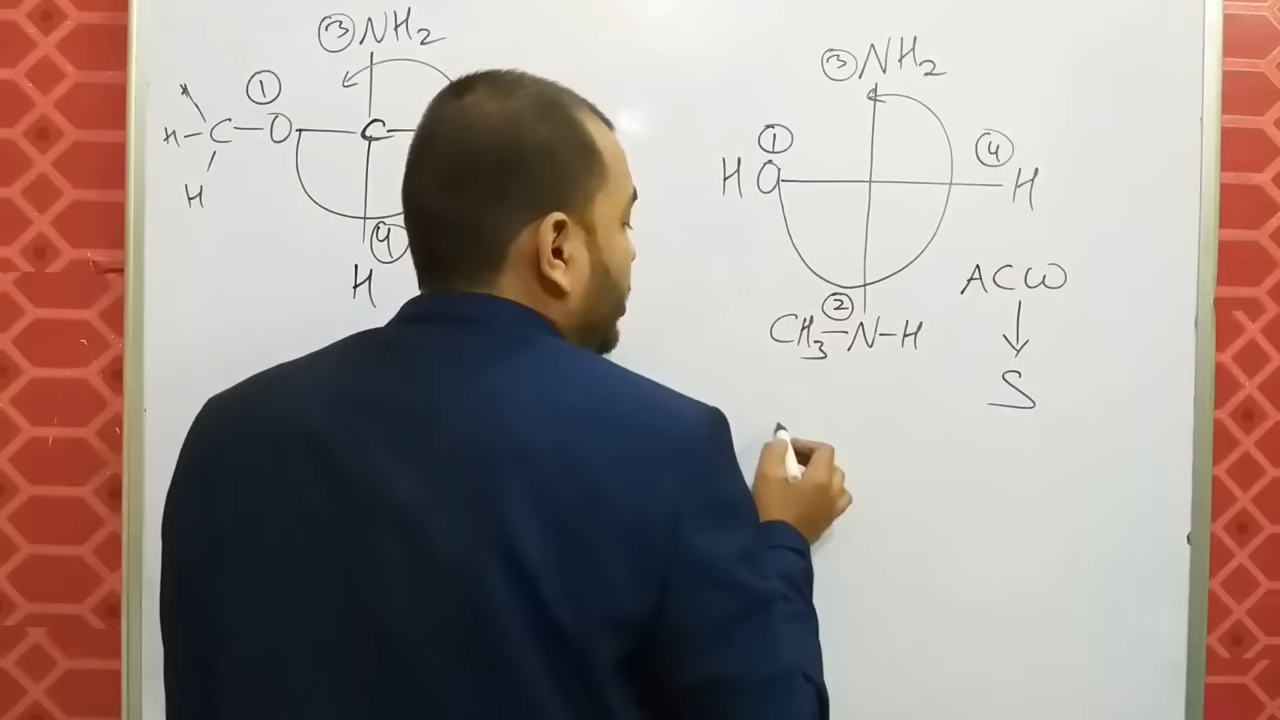 ③NH2
①
H-C-O-C-
H
④
H
③NH2
①
HO
④
H
②
CH3-N-H
ACW
↓
S